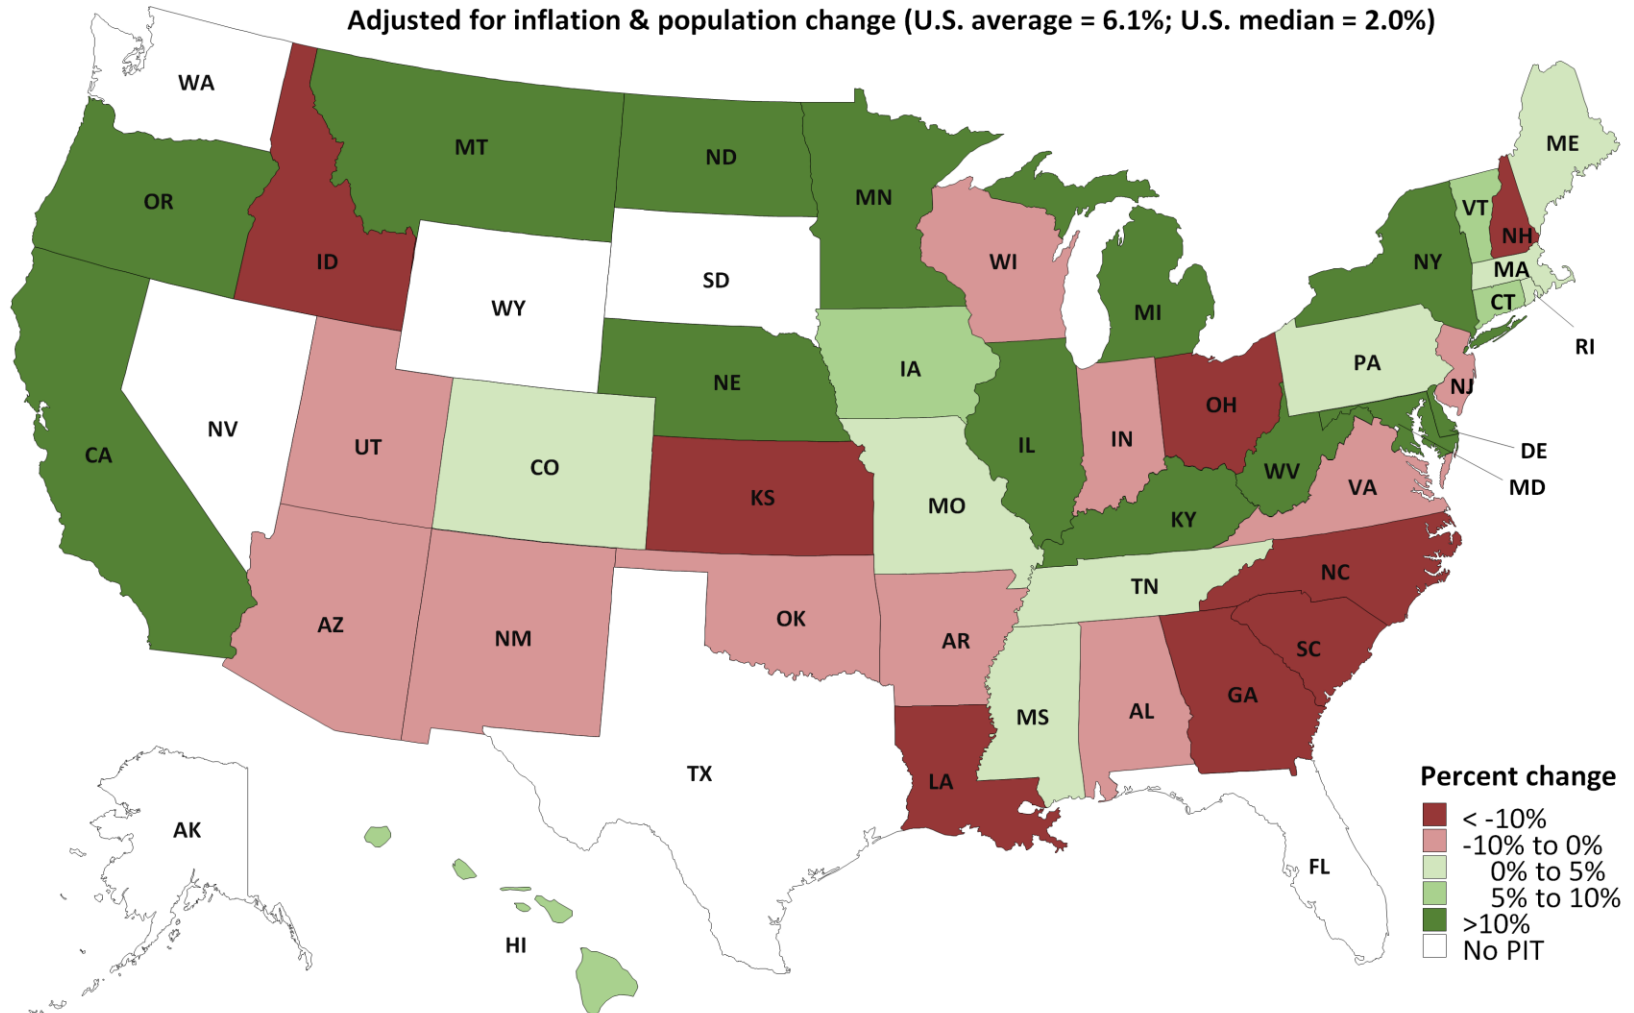 Adjusted for inflation & population change (U.S. average = 6.1%; U.S. median = 2.0%)
WA
MT
ND
MN
ME
OR
ID
WI
VT
NH
NY
MA
SD
WY
MI
CT
RI
PA
NE
IA
NJ
OH
NV
UT
CA
CO
IL
IN
DE
WV
MD
KS
VA
MO
KY
NC
TN
AZ
NM
OK
AR
SC
GA
MS
AL
TX
LA
AK
FL
HI
Percent change
< -10%
-10% to 0%
0% to 5%
5% to 10%
>10%
No PIT